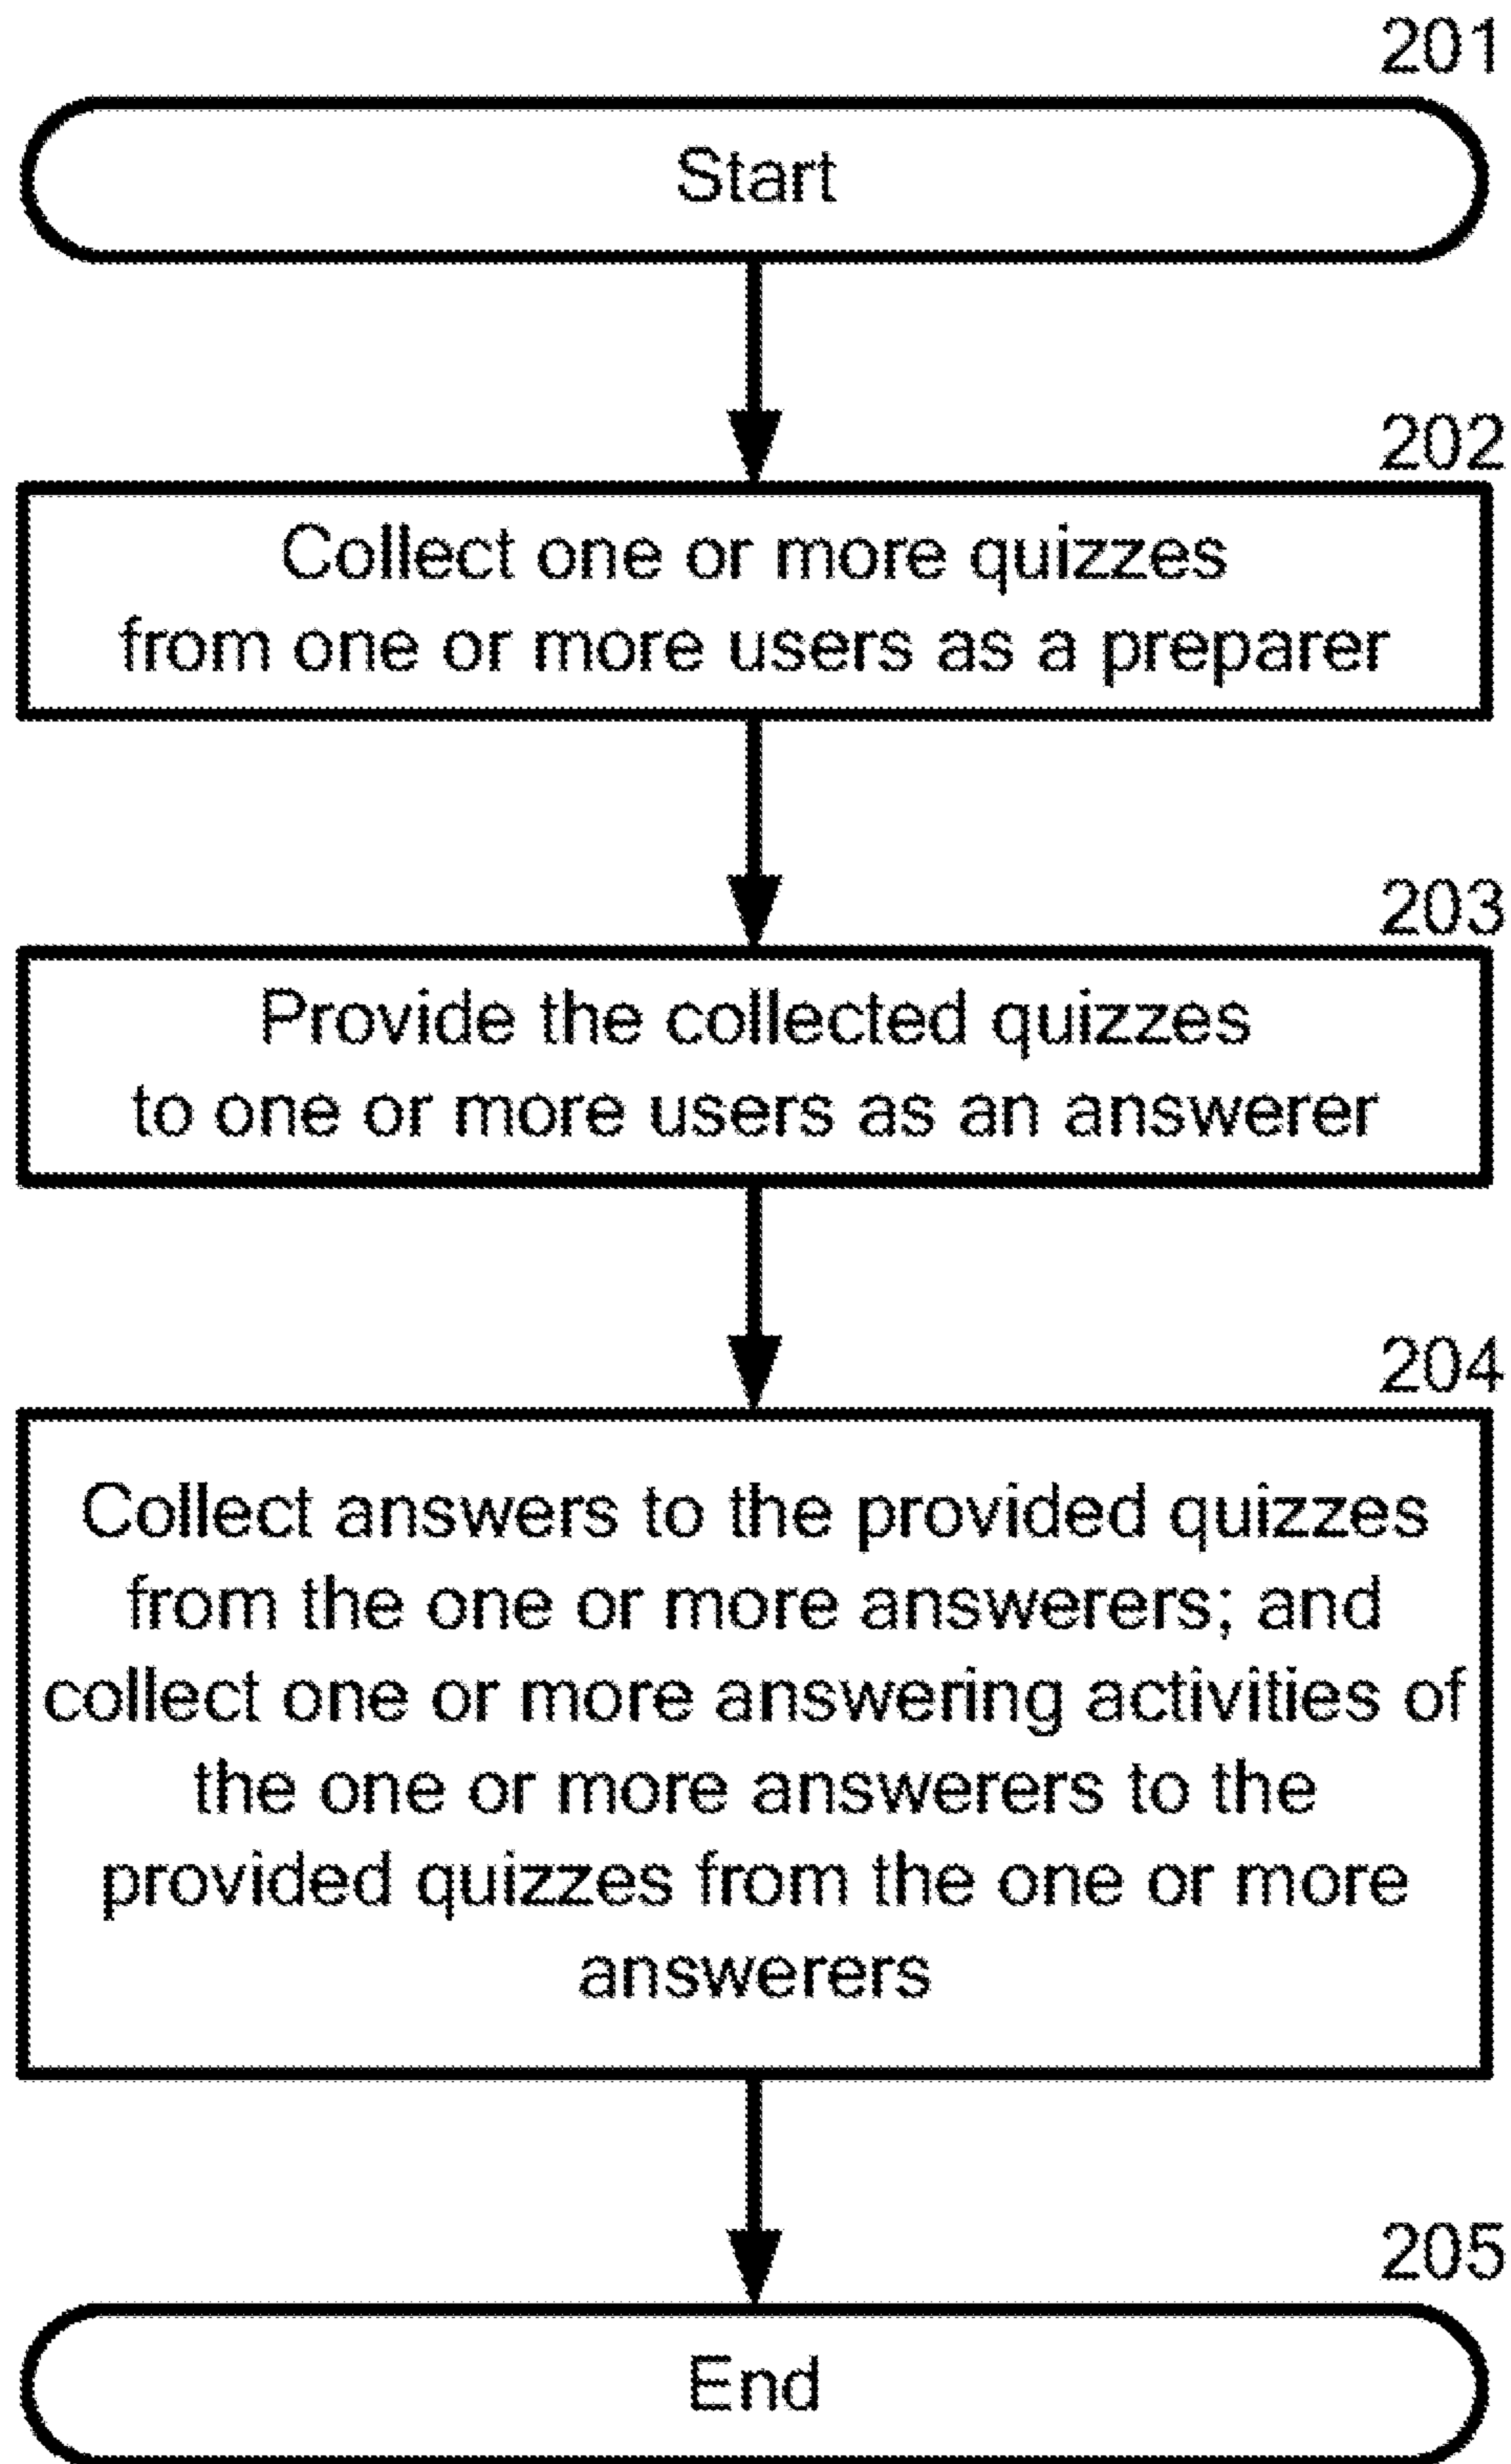 201
Start
202
Collect one or more quizzes
from one or more users as a preparer
203
Provide the collected quizzes
to one or more users as an answerer
204
Collect answers to the provided quizzes
from the one or more answerers; and
collect one or more answering activities of
the one or more answerers to the
provided quizzes from the one or more
answerers
205
End